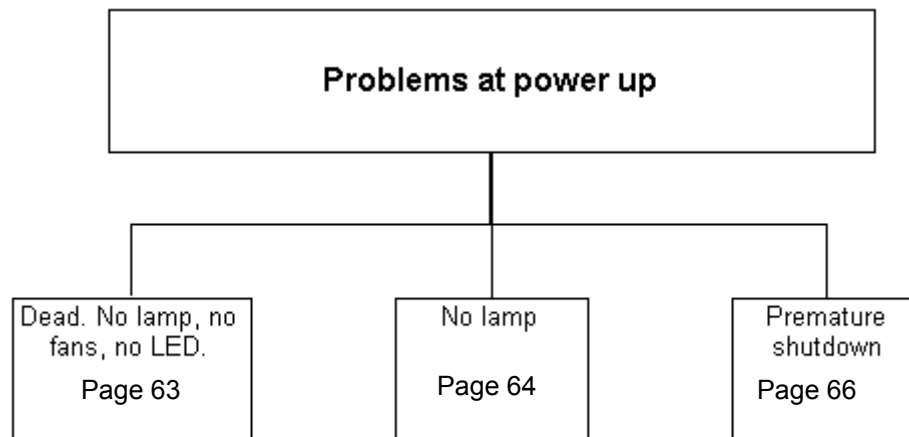 Problems at power up
Dead. No lamp, no
fans, no LED.
Page 63
No lamp
Page 64
Premature
shutdown
Page 66